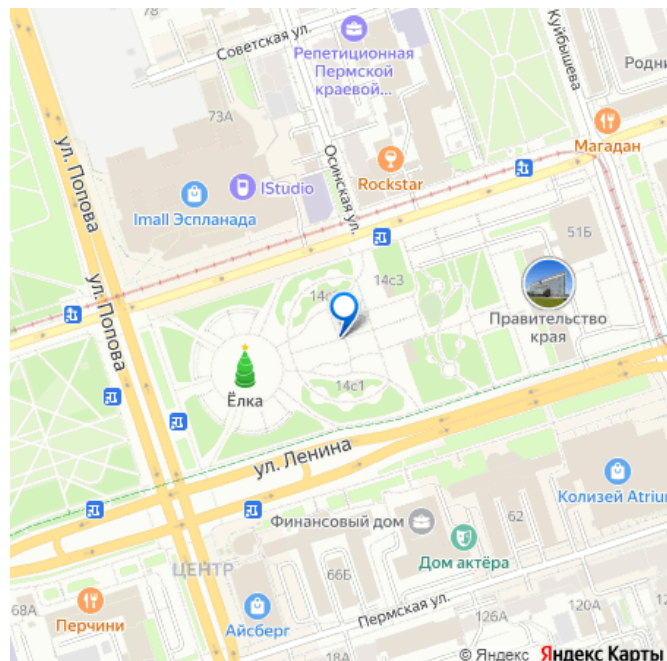 78
Советская ул.
Репетиционная
Пермской
краевой...
Куйбышева
Родни
73А
Магадан
ул. Попова
IStudio
Осинская ул.
Rockstar
Imall Эспланада
51Б
14с3
ул. Попова
Правительство
края
Ёлка
14с1
ул. Ленина
Колизей Atriu
Финансовый дом
62
Дом актёра
ЦЕНТР
66Б
Пермская ул.
68А
Перчини
Айсберг
126А
120А
18А
© Яндекс Яндекс Карты